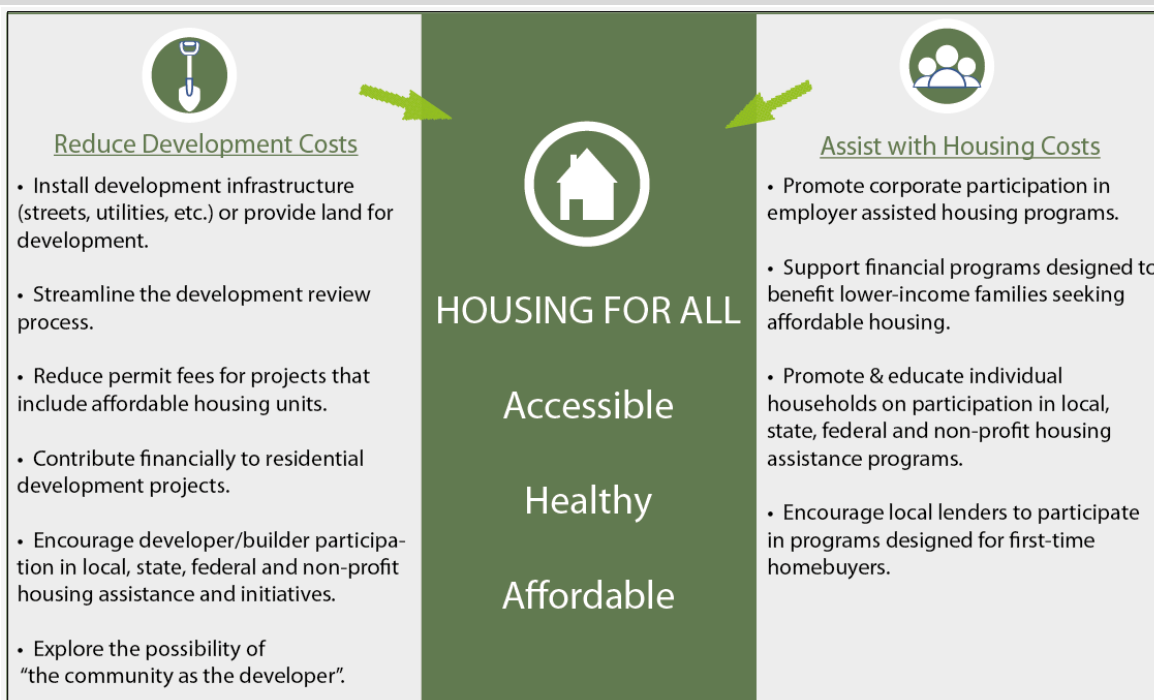 Reduce Development Costs
• Install development infrastructure
(streets, utilities, etc.) or provide land for
development.
• Streamline the development review
process.
• Reduce permit fees for projects that
include affordable housing units.
• Contribute financially to residential
development projects.
• Encourage developer/builder participa-
tion in local, state, federal and non-profit
housing assistance and initiatives.
• Explore the possibility of
“the community as the developer”.
HOUSING FOR ALL
Accessible
Healthy
Affordable
Assist with Housing Costs
• Promote corporate participation in
employer assisted housing programs.
• Support financial programs designed to
benefit lower-income families seeking
affordable housing.
• Promote & educate individual
households on participation in local,
state, federal and non-profit housing
assistance programs.
• Encourage local lenders to participate
in programs designed for first-time
homebuyers.